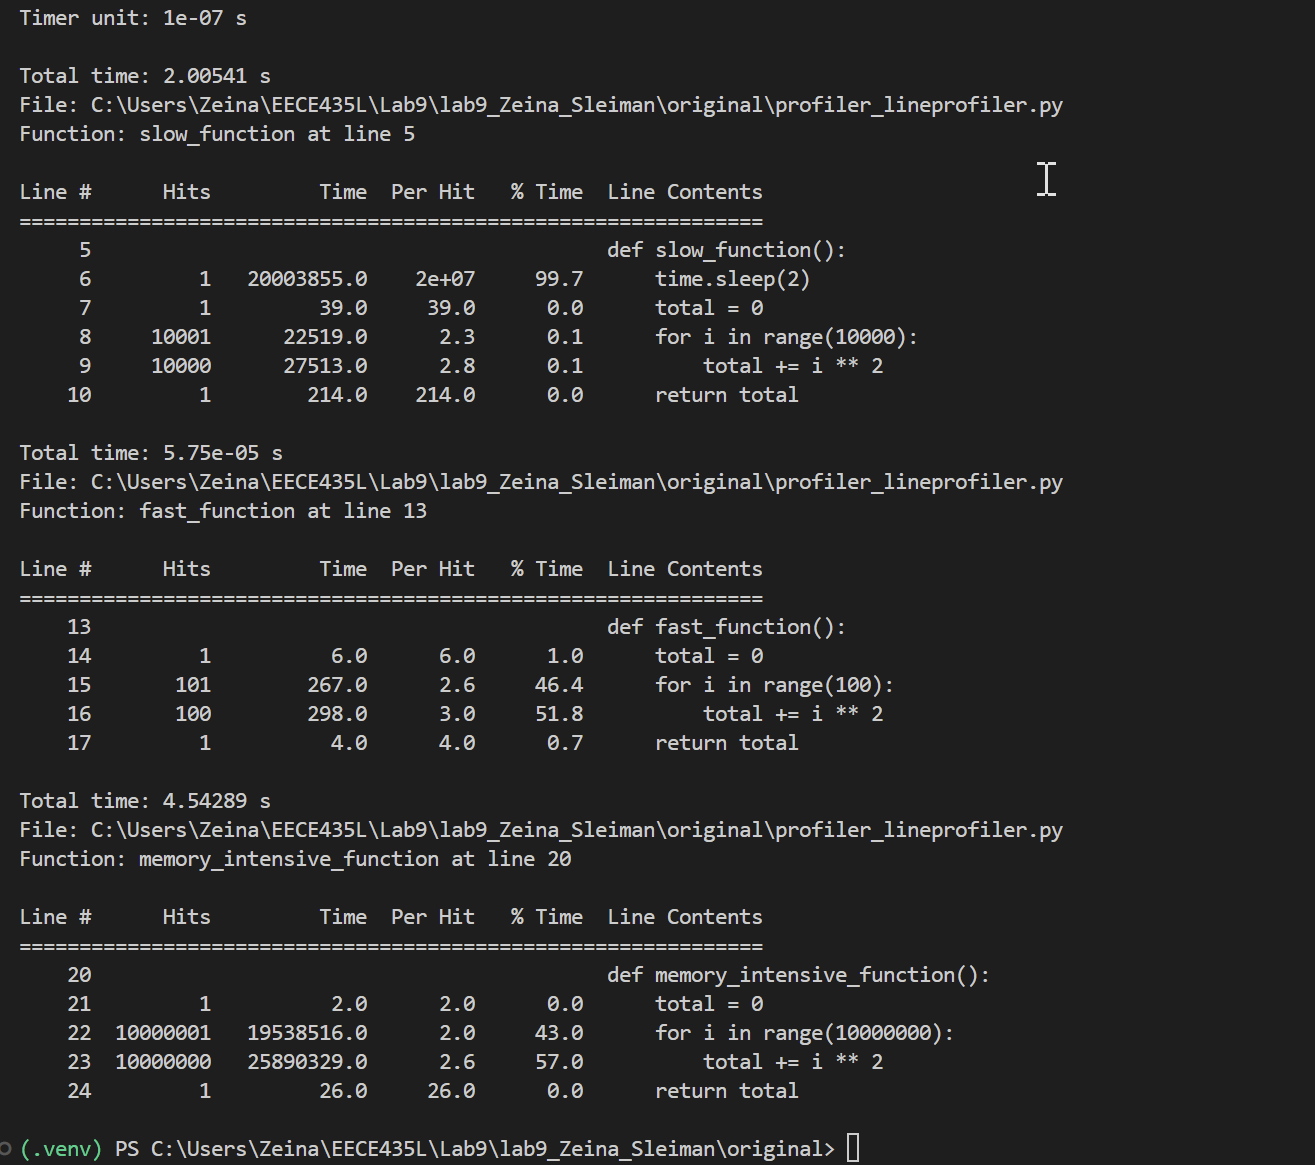 Timer unit: 1e-07 s
Total time: 2.00541 s
File: C:\Users\Zeina\EECE435L\Lab9\lab9_Zeina_Sleiman\original\profiler_lineprofiler.py
Function: slow_function at line 5
Line #      Hits         Time  Per Hit   % Time  Line Contents
==============================================================
     5                                           def slow_function():
     6         1   20003855.0    2e+07     99.7      time.sleep(2)
     7         1         39.0     39.0      0.0      total = 0
     8     10001      22519.0      2.3      0.1      for i in range(10000):
     9     10000      27513.0      2.8      0.1          total += i ** 2
    10         1        214.0    214.0      0.0      return total
Total time: 5.75e-05 s
File: C:\Users\Zeina\EECE435L\Lab9\lab9_Zeina_Sleiman\original\profiler_lineprofiler.py
Function: fast_function at line 13
Line #      Hits         Time  Per Hit   % Time  Line Contents
==============================================================
    13                                           def fast_function():
    14         1          6.0      6.0      1.0      total = 0
    15       101        267.0      2.6     46.4      for i in range(100):
    16       100        298.0      3.0     51.8          total += i ** 2
    17         1          4.0      4.0      0.7      return total
Total time: 4.54289 s
File: C:\Users\Zeina\EECE435L\Lab9\lab9_Zeina_Sleiman\original\profiler_lineprofiler.py
Function: memory_intensive_function at line 20
Line #      Hits         Time  Per Hit   % Time  Line Contents
==============================================================
    20                                           def memory_intensive_function():
    21         1          2.0      2.0      0.0      total = 0
    22  10000001   19538516.0      2.0     43.0      for i in range(10000000):
    23  10000000   25890329.0      2.6     57.0          total += i ** 2
    24         1         26.0     26.0      0.0      return total
(.venv) PS C:\Users\Zeina\EECE435L\Lab9\lab9_Zeina_Sleiman\original>